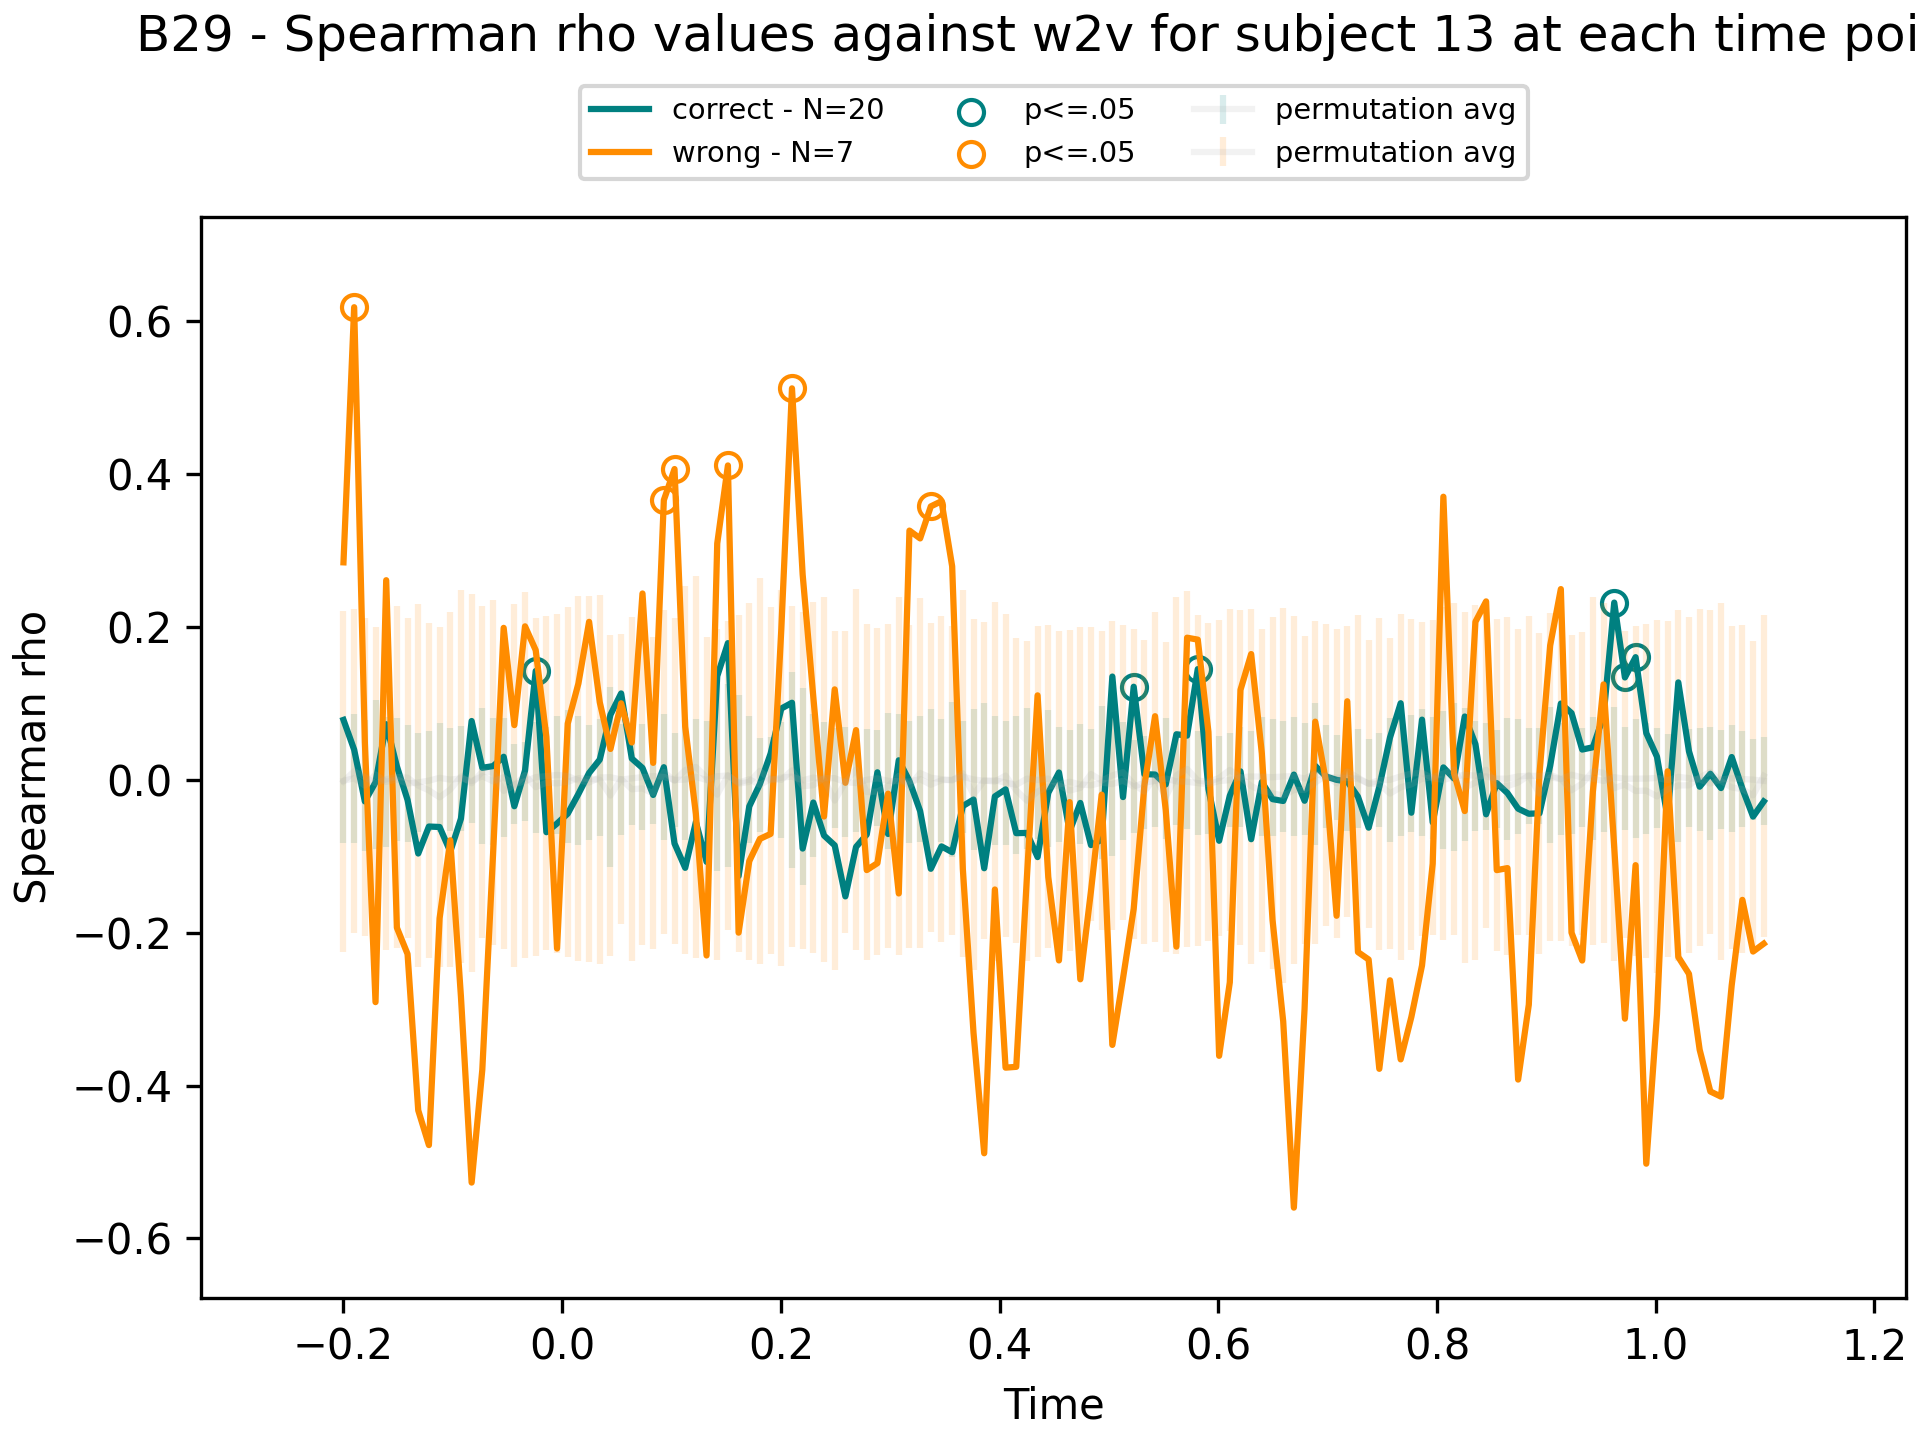 B29 - Spearman rho values against w2v for subject 13 at each time poi
correct - N=20 p<=.05 permutation avg
wrong - N=7 p<=.05 permutation avg
0.6
0.4
0.2
0.0
−0.2
−0.4
−0.6
Spearman rho
−0.2 0.0 0.2 0.4 0.6 0.8 1.0 1.2
Time